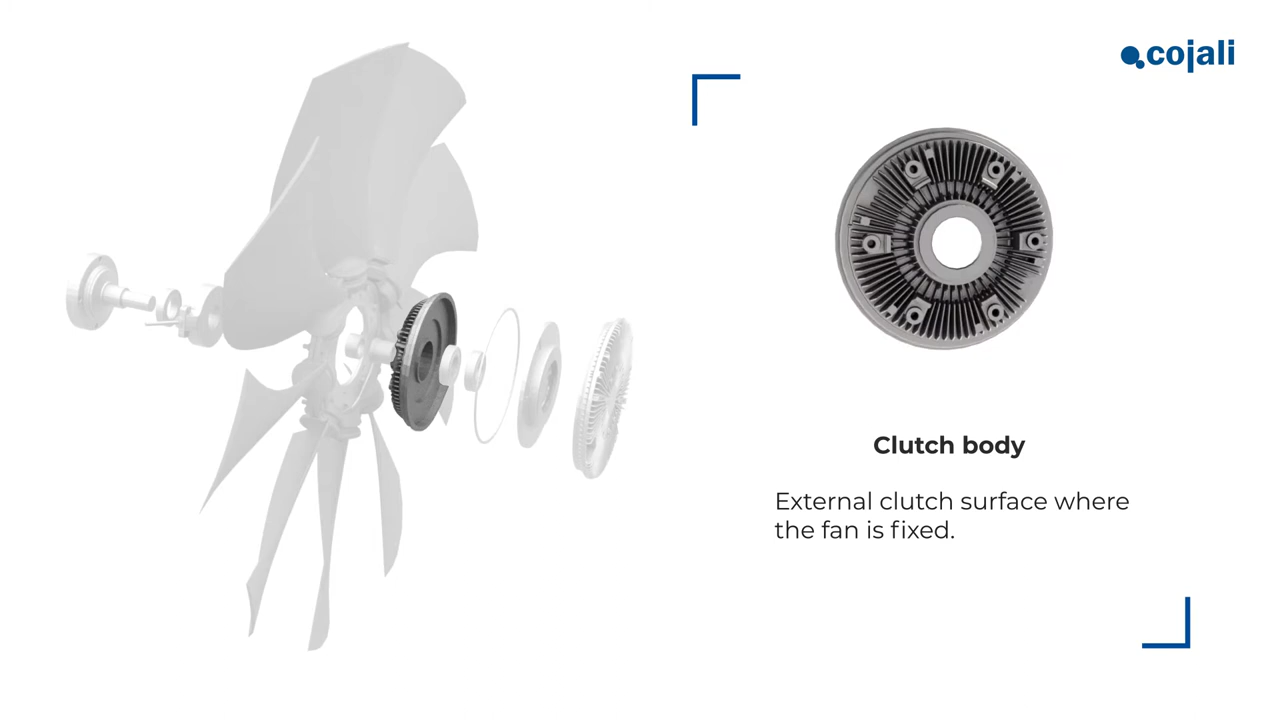 cojali
Clutch body
External clutch surface where
the fan is fixed.